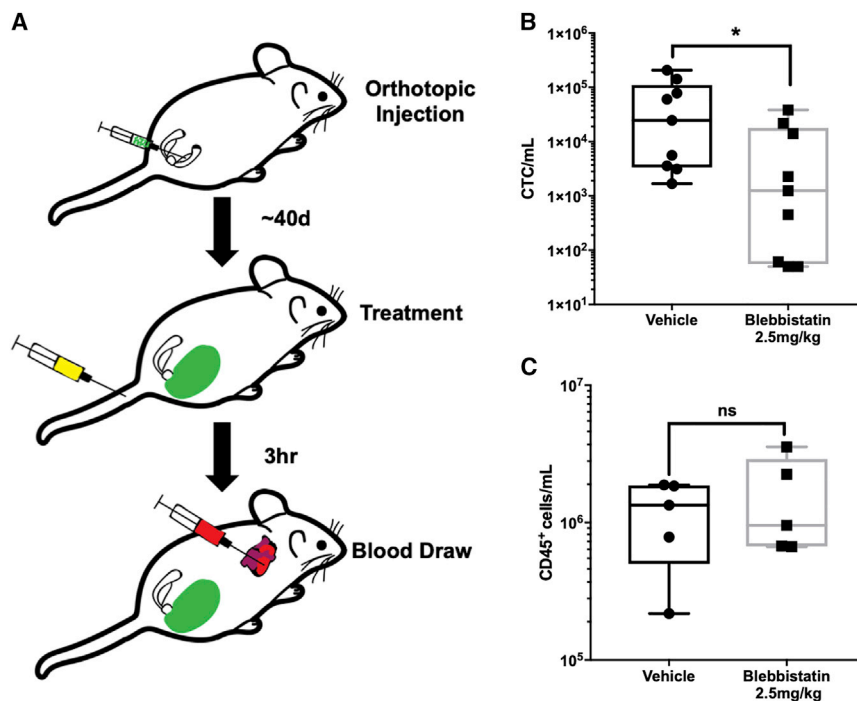 A
Orthotopic
Injection
~40d
Treatment
3hr
Blood Draw
B
CTC/mL
1×10⁶
1×10⁵
1×10⁴
1×10³
1×10²
1×10¹
*
Vehicle
Blebbistatin
2.5mg/kg
C
CD45⁺ cells/mL
10⁷
10⁶
10⁵
ns
Vehicle
Blebbistatin
2.5mg/kg